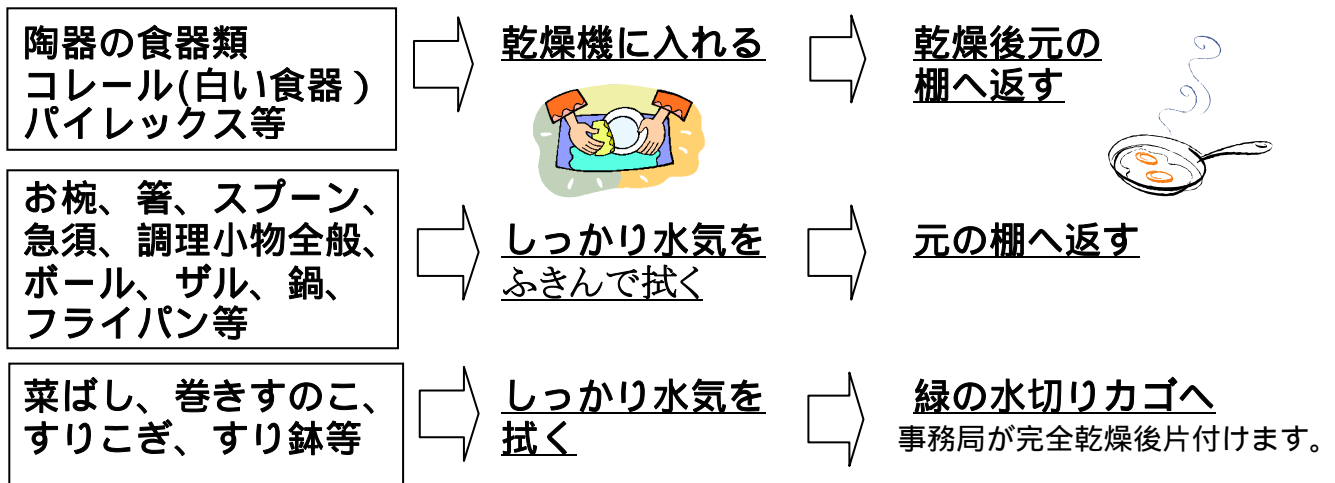 陶器の食器類
コレール(白い食器)
パイレックス等
乾燥機に入れる
乾燥後元の
棚へ返す
お椀、箸、スプーン、
急須、調理小物全般、
ボール、ザル、鍋、
フライパン等
しっかり水気を
ふきんで拭く
元の棚へ返す
菜ばし、巻きすのこ、
すりこぎ、すり鉢等
しっかり水気を
拭く
緑の水切りカゴへ
事務局が完全乾燥後片付けます。